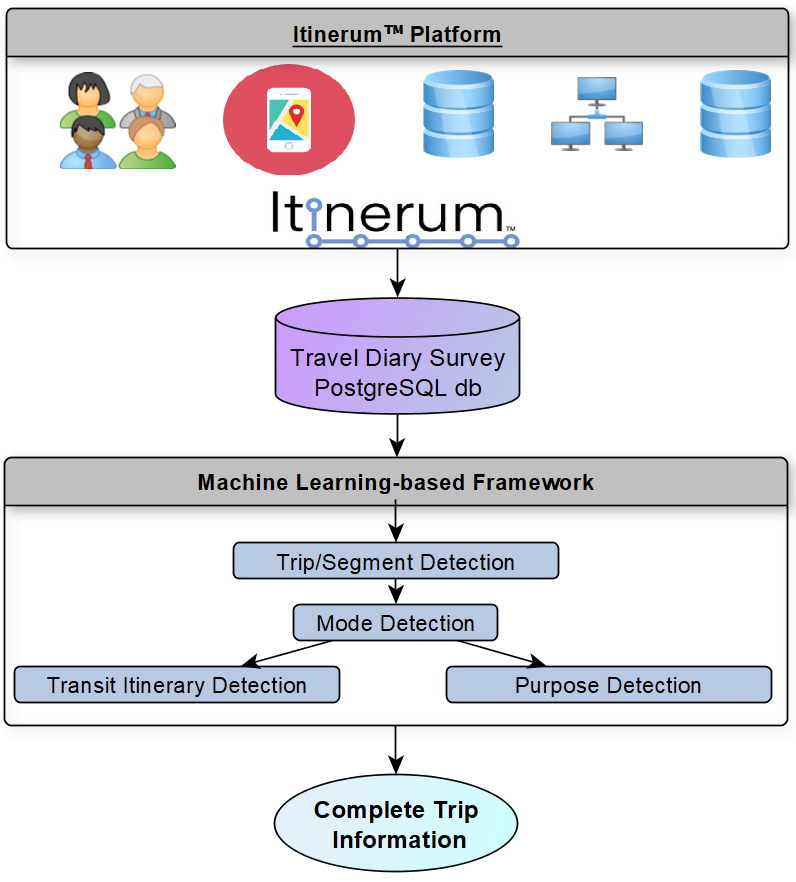 Itinerum™ Platform
Itinerum™
Travel Diary Survey
PostgreSQL db
Machine Learning-based Framework
Trip/Segment Detection
Mode Detection
Transit Itinerary Detection
Purpose Detection
Complete Trip
Information